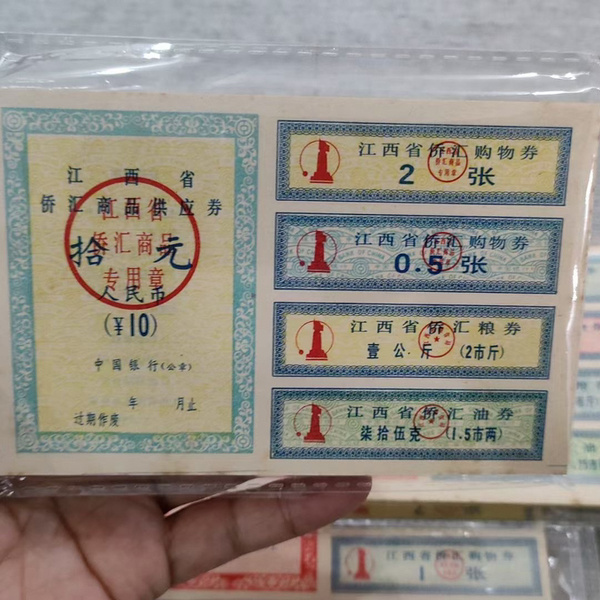 江西省
侨汇商品供应券
拾元
江西省
侨汇商品
专用章
人民币
(￥10)
中国银行(公章)
年 月止
过期作废
江西省侨汇购物券
2 张
江西省侨汇购物券
0.5 张
江西省侨汇粮券
壹公斤 (2市斤)
江西省侨汇油券
柒拾伍克 (1.5市两)
江西省侨汇购物券
1 张